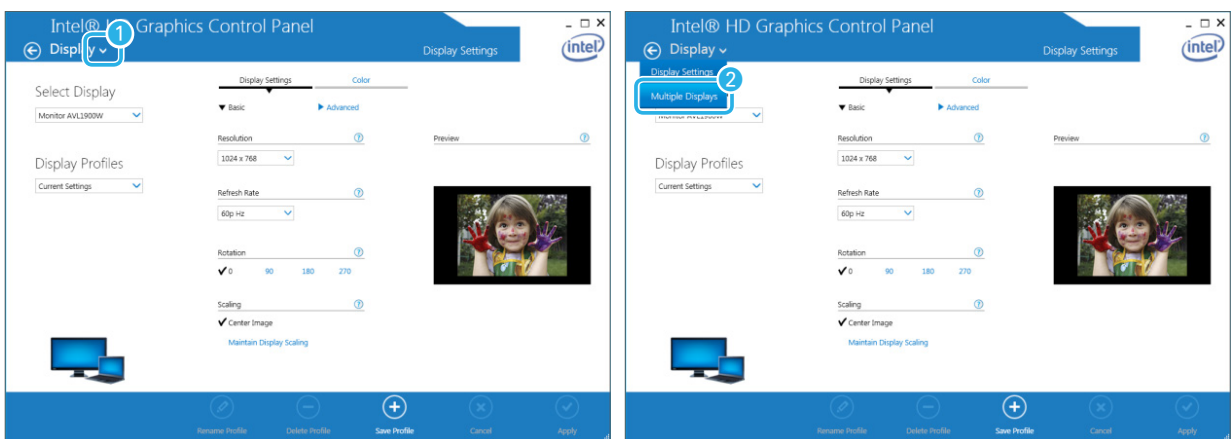 Intel® H Graphics Control Panel
1
Display
Display Settings
intel
Select Display
Monitor AVL1900W
Display Profiles
Current Settings
Display Settings
Color
Basic
Advanced
Resolution
?
1024 x 768
Refresh Rate
?
60p Hz
Rotation
?
0 90 180 270
Scaling
?
Center Image
Maintain Display Scaling
Preview
?
Rename Profile
Delete Profile
Save Profile
Cancel
Apply
Intel® HD Graphics Control Panel
Display
Display Settings
intel
Display Settings
2
Multiple Displays
Monitor AVL1900W
Display Profiles
Current Settings
Display Settings
Color
Basic
Advanced
Resolution
?
1024 x 768
Refresh Rate
?
60p Hz
Rotation
?
0 90 180 270
Scaling
?
Center Image
Maintain Display Scaling
Preview
?
Rename Profile
Delete Profile
Save Profile
Cancel
Apply